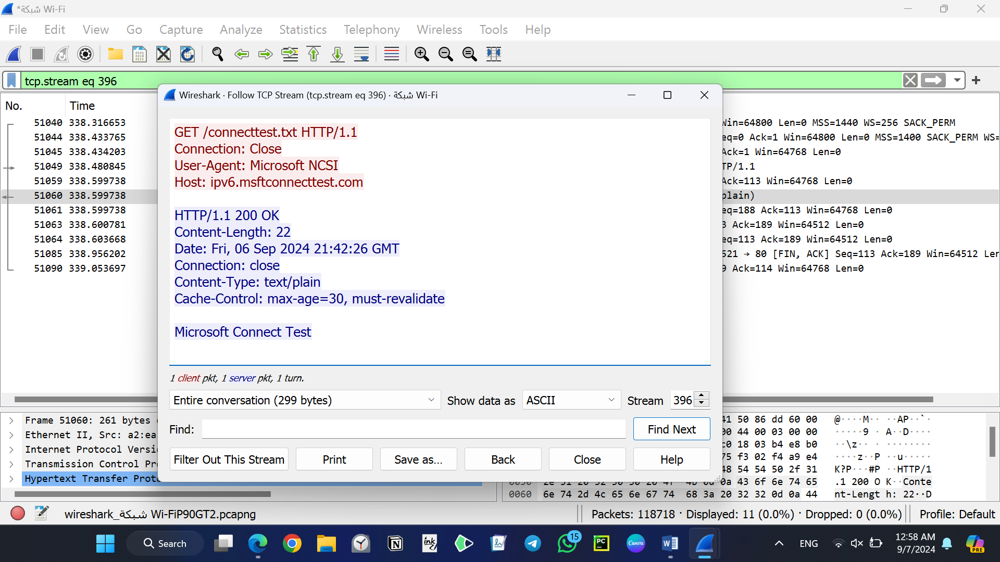 *شبكة Wi-Fi
File Edit View Go Capture Analyze Statistics Telephony Wireless Tools Help
tcp.stream eq 396
No. Time
51040 338.316653
51044 338.433765
51045 338.434203
51049 338.480845
51059 338.599738
51060 338.599738
51061 338.599738
51063 338.600781
51064 338.603668
51085 338.956202
51090 339.053697
Win=64800 Len=0 MSS=1440 WS=256 SACK_PERM
eq=0 Ack=1 Win=64800 Len=0 MSS=1400 SACK_PERM WS=
Ack=1 Win=64768 Len=0
TP/1.1
Ack=113 Win=64768 Len=0
plain)
eq=188 Ack=113 Win=64768 Len=0
3 Ack=189 Win=64512 Len=0
eq=113 Ack=189 Win=64512 Len=0
521 → 80 [FIN, ACK] Seq=113 Ack=189 Win=64512 Ler
9 Ack=114 Win=64768 Len=0
Wireshark · Follow TCP Stream (tcp.stream eq 396) · شبكة Wi-Fi
GET /connecttest.txt HTTP/1.1
Connection: Close
User-Agent: Microsoft NCSI
Host: ipv6.msftconnecttest.com
HTTP/1.1 200 OK
Content-Length: 22
Date: Fri, 06 Sep 2024 21:42:26 GMT
Connection: close
Content-Type: text/plain
Cache-Control: max-age=30, must-revalidate
Microsoft Connect Test
1 client pkt, 1 server pkt, 1 turn.
Entire conversation (299 bytes) Show data as ASCII Stream 396
Find: Find Next
Filter Out This Stream Print Save as... Back Close Help
Frame 51060: 261 bytes
Ethernet II, Src: a2:ea
Internet Protocol Versi
Transmission Control Pr
Hypertext Transfer Proto
41 50 86 dd 60 00 @····M·· ··AP··`·
00 44 00 03 00 00 ·····9 · A··D····
c0 18 03 b4 e8 b0 ··\z·· · ········
75 f3 02 f4 a9 e4 ····z··P ··u·····
48 54 54 50 2f 31 K?P···#P ··HTTP/1
0a 43 6f 6e 74 65 .1 200 O K··Conte
0060 6e 74 2d 4c 65 6e 67 74 68 3a 20 32 32 0d 0a 44 nt-Lengt h: 22··D
wireshark_شبكة Wi-FiP90GT2.pcapng
Packets: 118718 · Displayed: 11 (0.0%) · Dropped: 0 (0.0%)
Profile: Default
Search
ink
PC
Canva
15
W
ENG
12:58 AM
9/7/2024
PRE